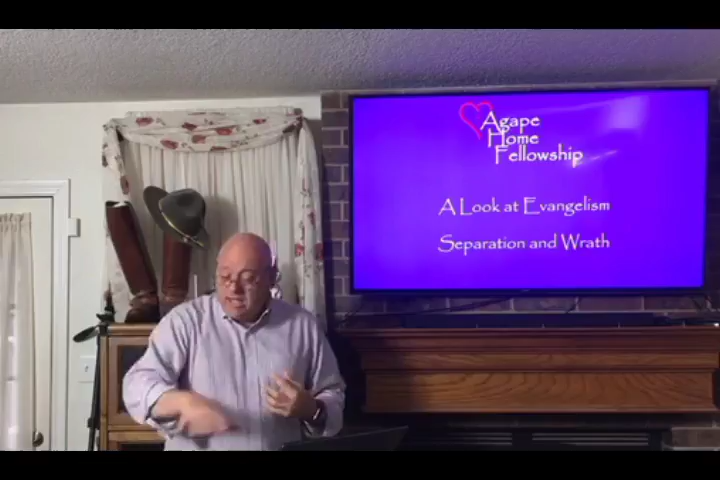 Agape
Home
Fellowship
A Look at Evangelism
Separation and Wrath